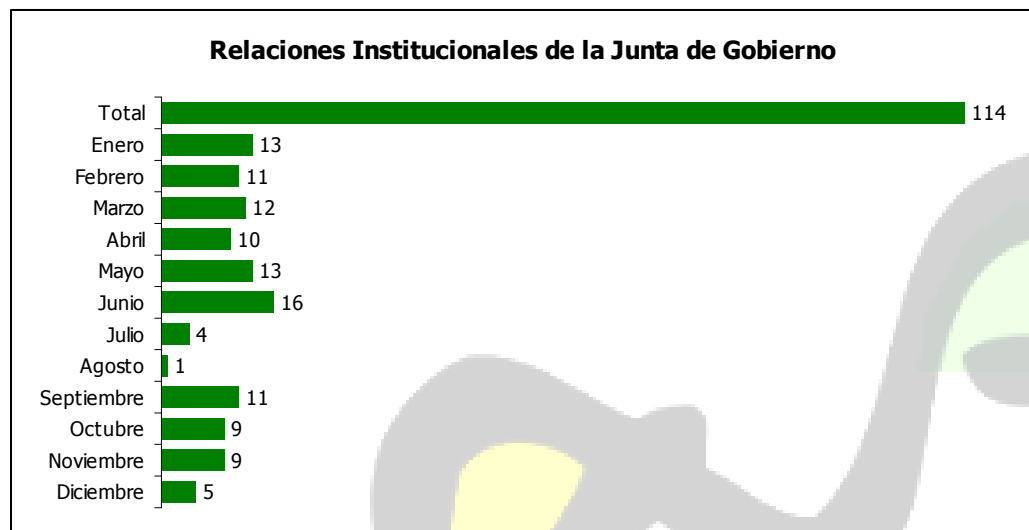 Relaciones Institucionales de la Junta de Gobierno
Total 114
Enero 13
Febrero 11
Marzo 12
Abril 10
Mayo 13
Junio 16
Julio 4
Agosto 1
Septiembre 11
Octubre 9
Noviembre 9
Diciembre 5